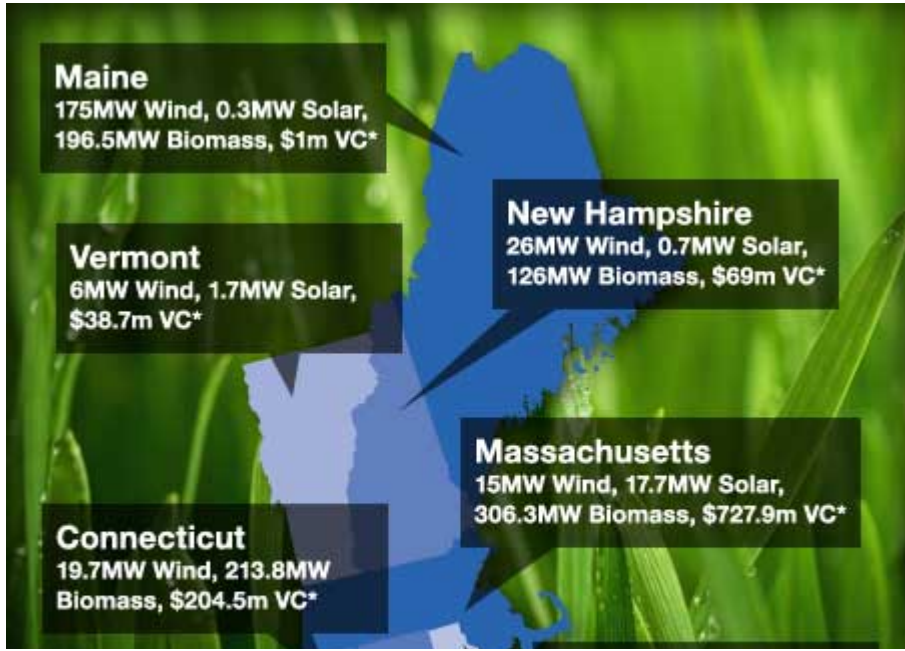 Maine
175MW Wind, 0.3MW Solar,
196.5MW Biomass, $1m VC*
New Hampshire
26MW Wind, 0.7MW Solar,
126MW Biomass, $69m VC*
Vermont
6MW Wind, 1.7MW Solar,
$38.7m VC*
Massachusetts
15MW Wind, 17.7MW Solar,
306.3MW Biomass, $727.9m VC*
Connecticut
19.7MW Wind, 213.8MW
Biomass, $204.5m VC*